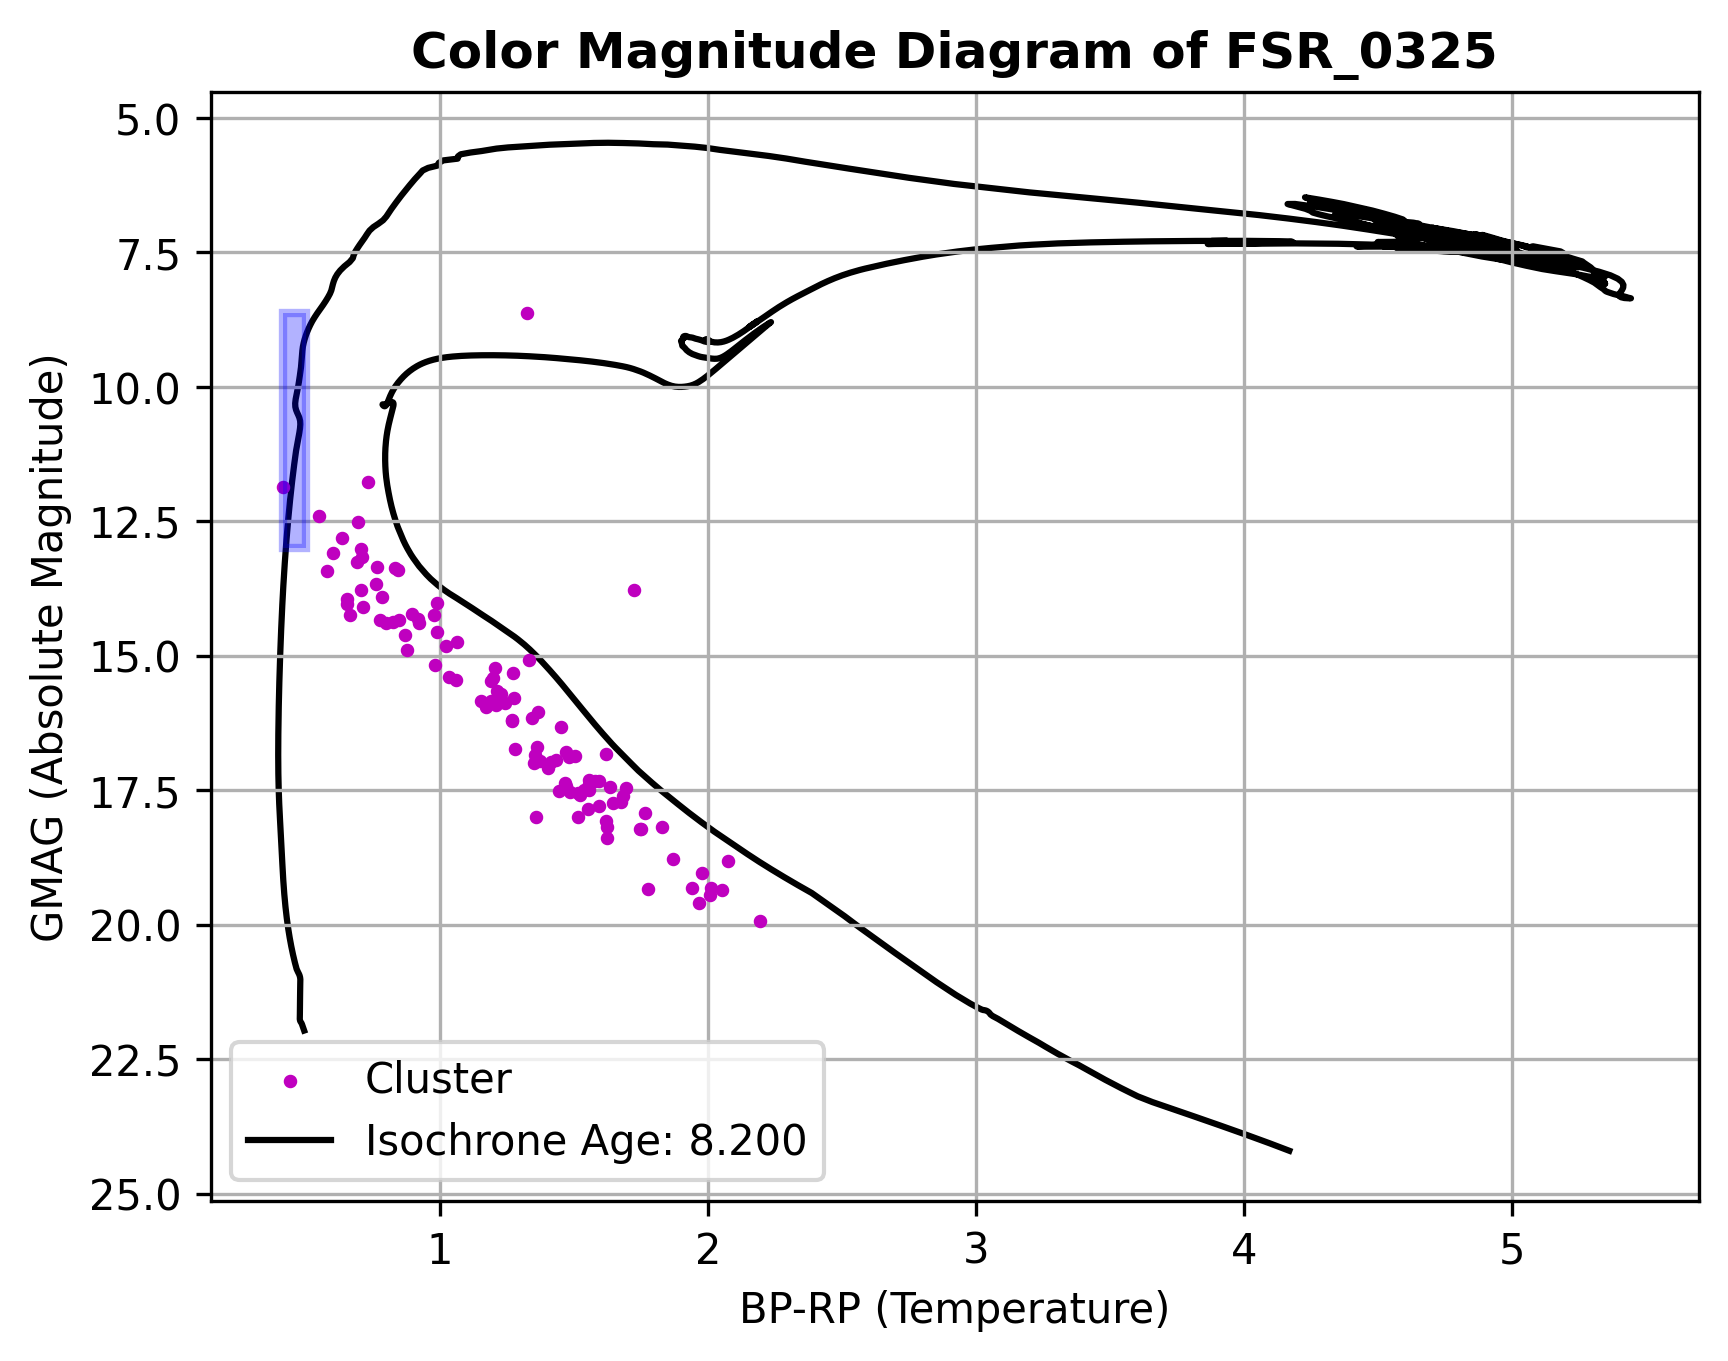 Color Magnitude Diagram of FSR_0325
5.0
7.5
10.0
12.5
15.0
17.5
20.0
22.5
25.0
GMAG (Absolute Magnitude)
Cluster
Isochrone Age: 8.200
1
2
3
4
5
BP-RP (Temperature)